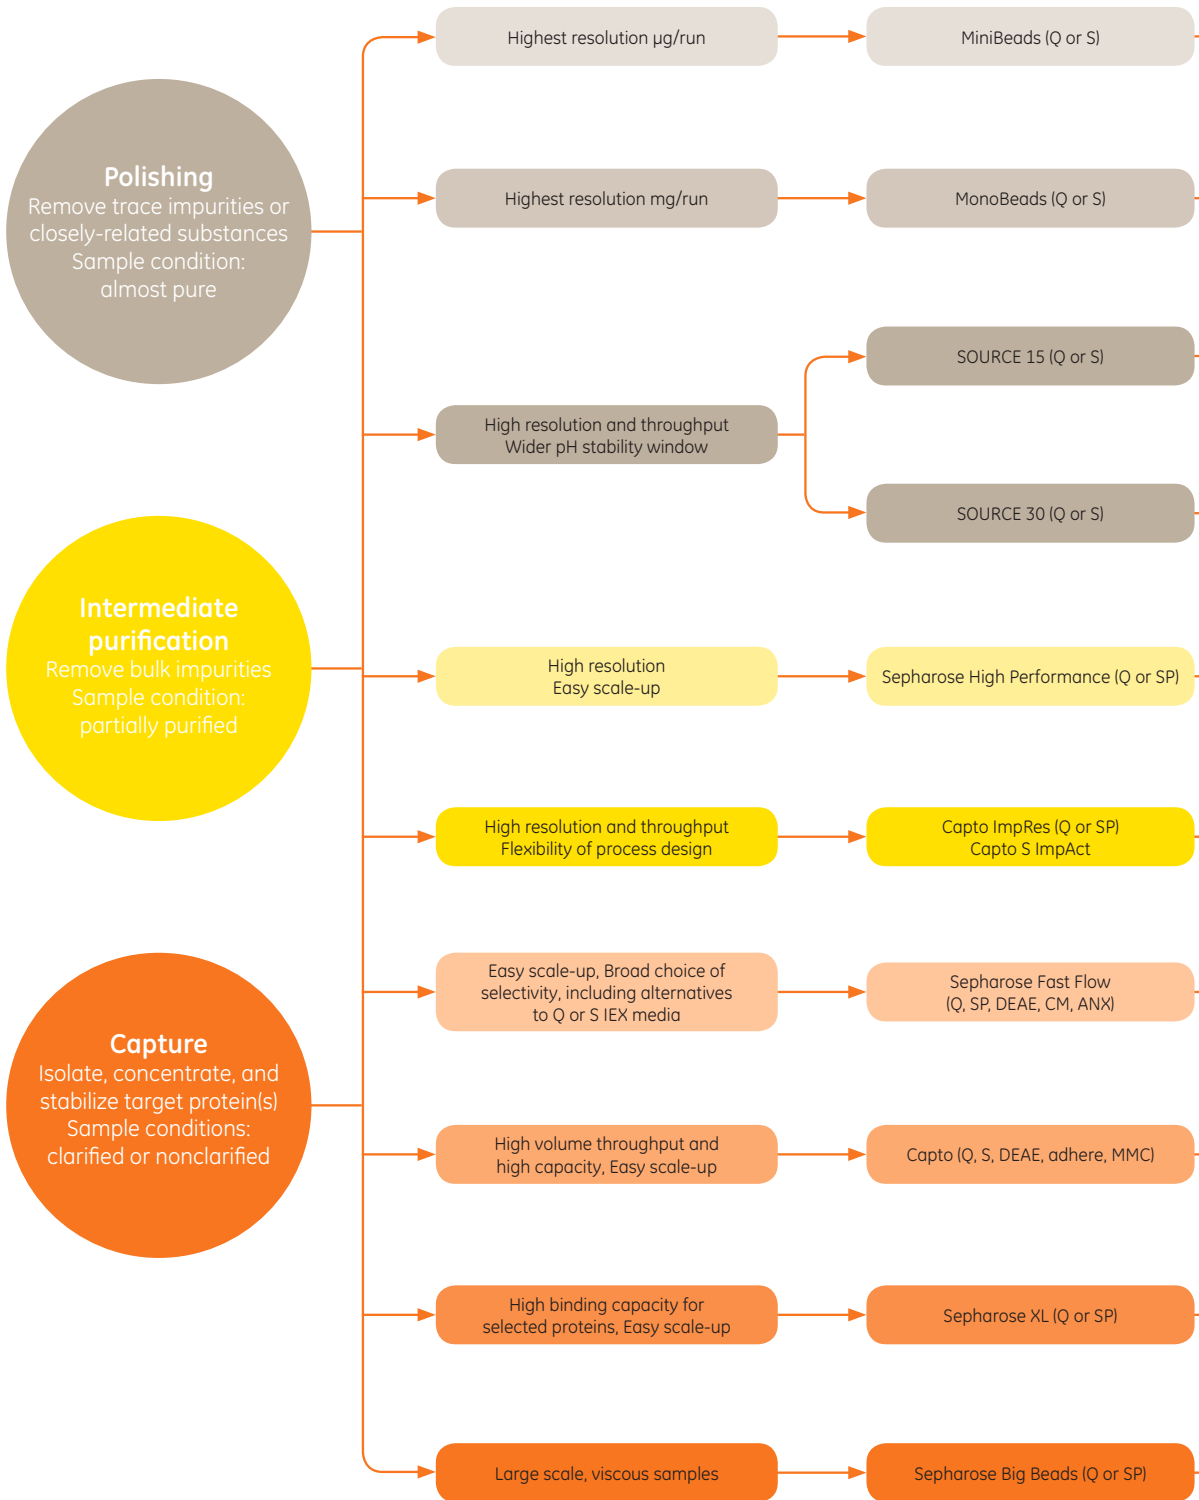 Polishing
Remove trace impurities or
closely-related substances
Sample condition:
almost pure
Intermediate
purification
Remove bulk impurities
Sample condition:
partially purified
Capture
Isolate, concentrate, and
stabilize target protein(s)
Sample conditions:
clarified or nonclarified
Highest resolution µg/run
MiniBeads (Q or S)
Highest resolution mg/run
MonoBeads (Q or S)
High resolution and throughput
Wider pH stability window
SOURCE 15 (Q or S)
SOURCE 30 (Q or S)
High resolution
Easy scale-up
Sepharose High Performance (Q or SP)
High resolution and throughput
Flexibility of process design
Capto ImpRes (Q or SP)
Capto S ImpAct
Easy scale-up, Broad choice of
selectivity, including alternatives
to Q or S IEX media
Sepharose Fast Flow
(Q, SP, DEAE, CM, ANX)
High volume throughput and
high capacity, Easy scale-up
Capto (Q, S, DEAE, adhere, MMC)
High binding capacity for
selected proteins, Easy scale-up
Sepharose XL (Q or SP)
Large scale, viscous samples
Sepharose Big Beads (Q or SP)